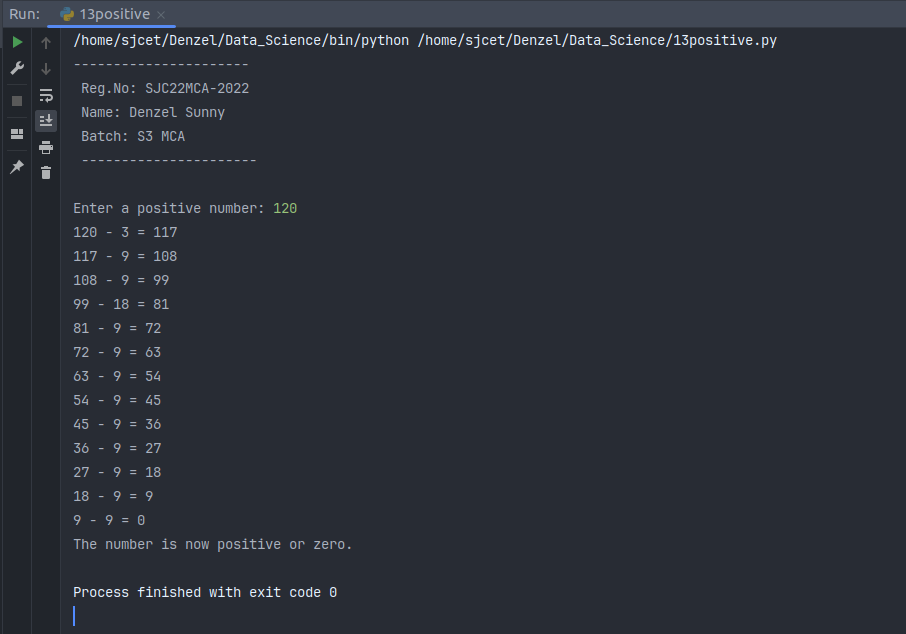 Run: 13positive
/home/sjcet/Denzel/Data_Science/bin/python /home/sjcet/Denzel/Data_Science/13positive.py
----------------------
Reg.No: SJC22MCA-2022
Name: Denzel Sunny
Batch: S3 MCA
----------------------
Enter a positive number: 120
120 - 3 = 117
117 - 9 = 108
108 - 9 = 99
99 - 18 = 81
81 - 9 = 72
72 - 9 = 63
63 - 9 = 54
54 - 9 = 45
45 - 9 = 36
36 - 9 = 27
27 - 9 = 18
18 - 9 = 9
9 - 9 = 0
The number is now positive or zero.
Process finished with exit code 0